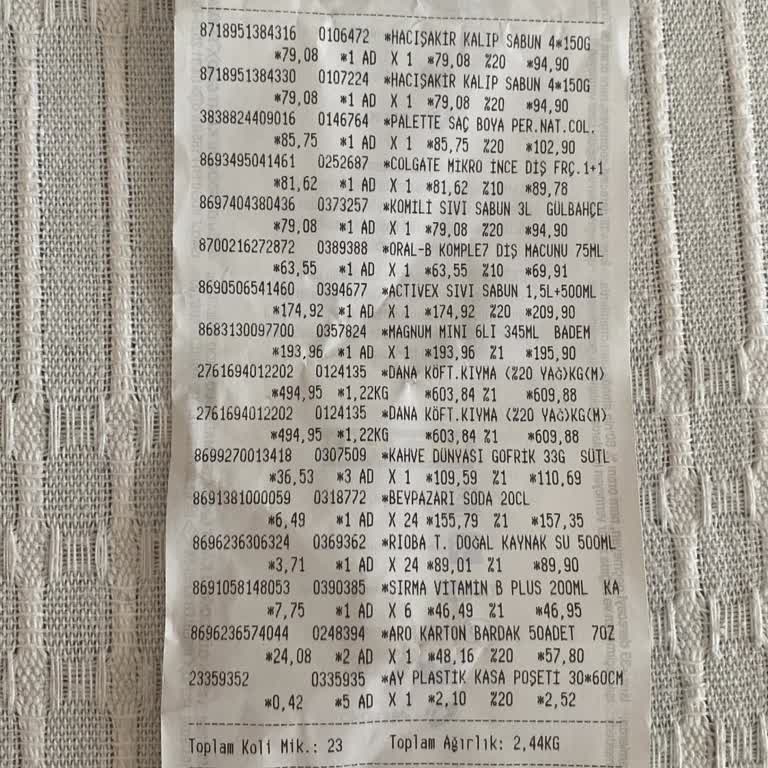 8718951384316 0106472 *HACIŞAKİR KALIP SABUN 4*150G
*79,08 *1 AD X 1 *79,08 %20 *94,90
8718951384330 0107224 *HACIŞAKİR KALIP SABUN 4*150G
*79,08 *1 AD X 1 *79,08 %20 *94,90
3838824409016 0146764 *PALETTE SAÇ BOYA PER.NAT.COL.
*85,75 *1 AD X 1 *85,75 %20 *102,90
8693495041461 0252687 *COLGATE MİKRO İNCE DİŞ FRÇ.1+1
*81,62 *1 AD X 1 *81,62 %10 *89,78
8697404380436 0373257 *KOMİLİ SIVI SABUN 3L GÜLBAHÇE
*79,08 *1 AD X 1 *79,08 %20 *94,90
8700216272872 0389388 *ORAL-B KOMPLE7 DİŞ MACUNU 75ML
*63,55 *1 AD X 1 *63,55 %10 *69,91
8690506541460 0394677 *ACTIVEX SIVI SABUN 1,5L+500ML
*174,92 *1 AD X 1 *174,92 %20 *209,90
8683130097700 0357824 *MAGNUM MINI 6LI 345ML BADEM
*193,96 *1 AD X 1 *193,96 %1 *195,90
2761694012202 0124135 *DANA KÖFT.KIYMA (%20 YAĞ)KG(M)
*494,95 *1,22KG *603,84 %1 *609,88
2761694012202 0124135 *DANA KÖFT.KIYMA (%20 YAĞ)KG(M)
*494,95 *1,22KG *603,84 %1 *609,88
8699270013418 0307509 *KAHVE DÜNYASI GOFRİK 33G SÜTL
*36,53 *3 AD X 1 *109,59 %1 *110,69
8691381000059 0318772 *BEYPAZARI SODA 20CL
*6,49 *1 AD X 24 *155,79 %1 *157,35
8696236306324 0369362 *RIOBA T. DOĞAL KAYNAK SU 500ML
*3,71 *1 AD X 24 *89,01 %1 *89,90
8691058148053 0390385 *SIRMA VİTAMİN B PLUS 200ML KA
*7,75 *1 AD X 6 *46,49 %1 *46,95
8696236574044 0248394 *ARO KARTON BARDAK 50ADET 7OZ
*24,08 *2 AD X 1 *48,16 %20 *57,80
23359352 0335935 *AY PLASTİK KASA POŞETİ 30*60CM
*0,42 *5 AD X 1 *2,10 %20 *2,52
Toplam Koli Mik.: 23 Toplam Ağırlık: 2,44KG